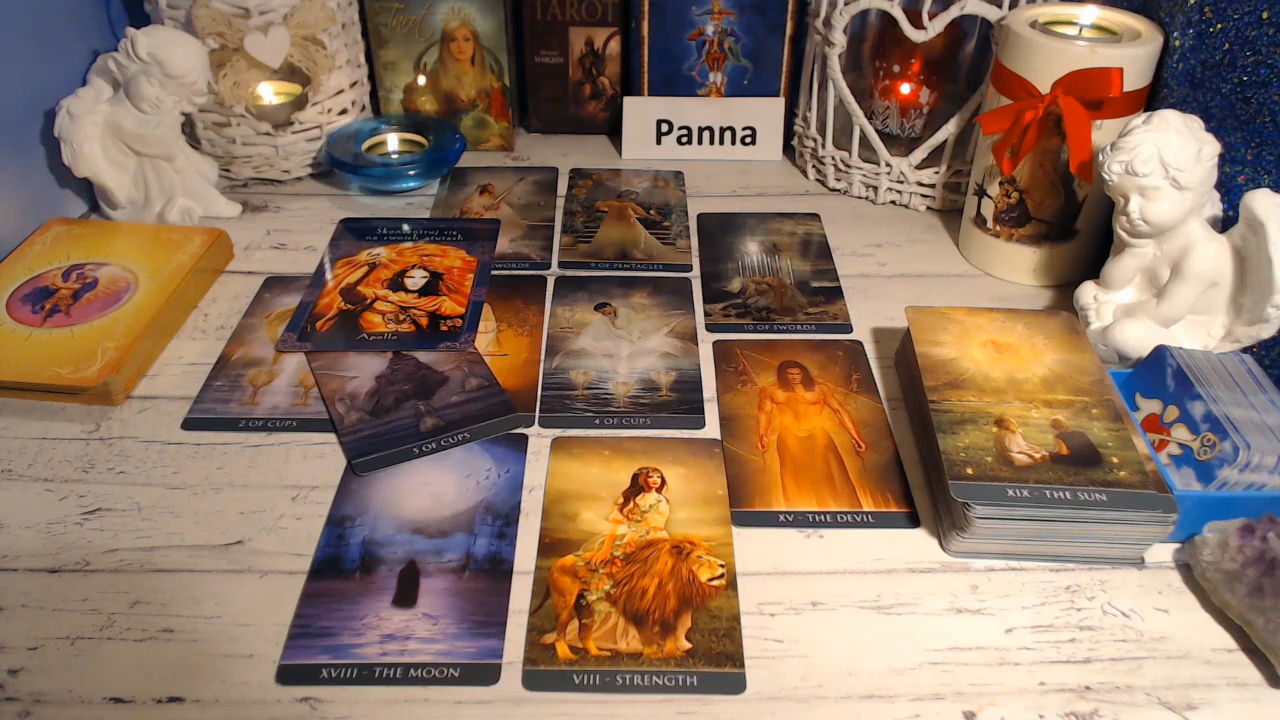 Tarot
TAROT
Panna
Skoncentruj się
na swoich atutach
Apollo
SWORDS
9 OF PENTACLES
10 OF SWORDS
2 OF CUPS
5 OF CUPS
4 OF CUPS
XV - THE DEVIL
XIX - THE SUN
XVIII - THE MOON
VIII - STRENGTH